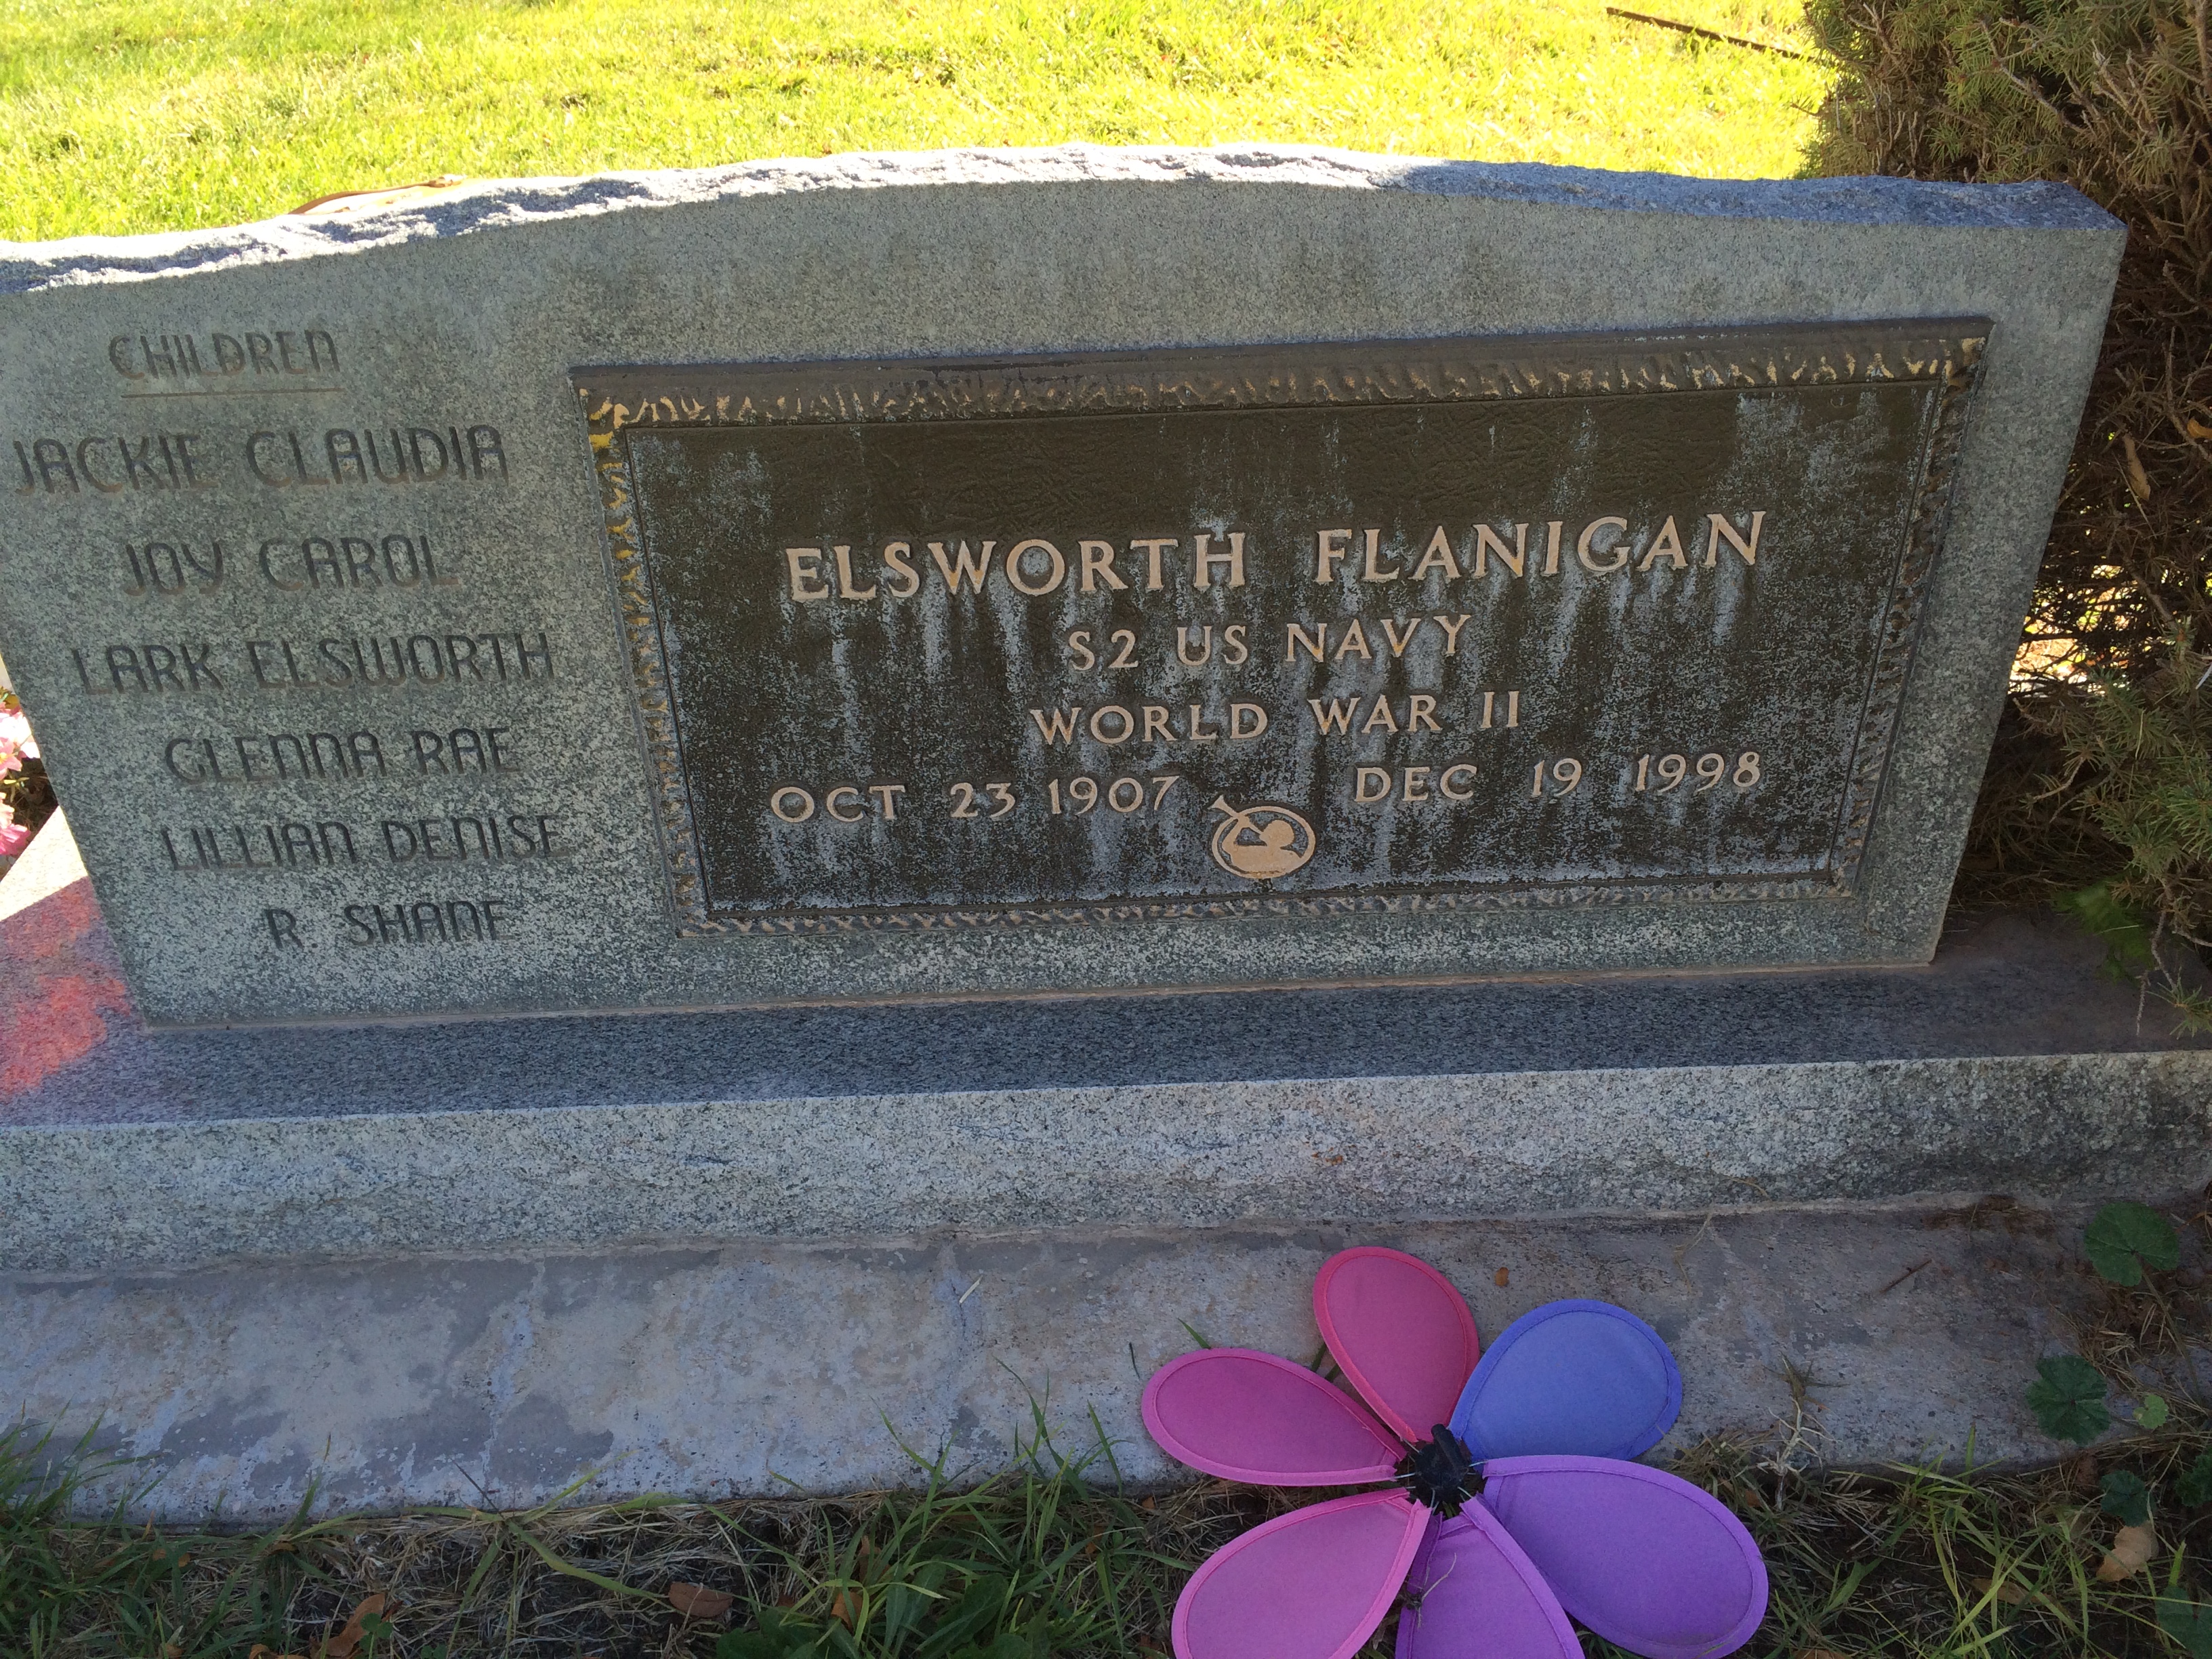 CHILDREN
JACKIE CLAUDIA
JOY CAROL
LARK ELSWORTH
GLENNA RAE
LILLIAN DENISE
R. SHANE
ELSWORTH FLANIGAN
S2 US NAVY
WORLD WAR II
OCT 23 1907 DEC 19 1998